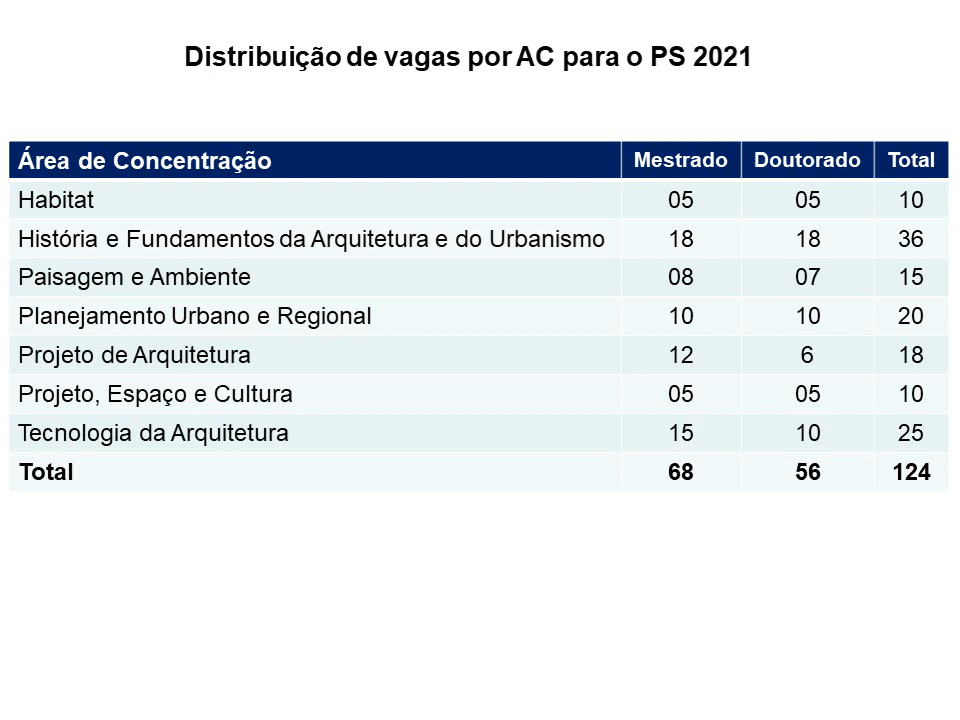 Distribuição de vagas por AC para o PS 2021
Área de Concentração Mestrado Doutorado Total
Habitat 05 05 10
História e Fundamentos da Arquitetura e do Urbanismo 18 18 36
Paisagem e Ambiente 08 07 15
Planejamento Urbano e Regional 10 10 20
Projeto de Arquitetura 12 6 18
Projeto, Espaço e Cultura 05 05 10
Tecnologia da Arquitetura 15 10 25
Total 68 56 124